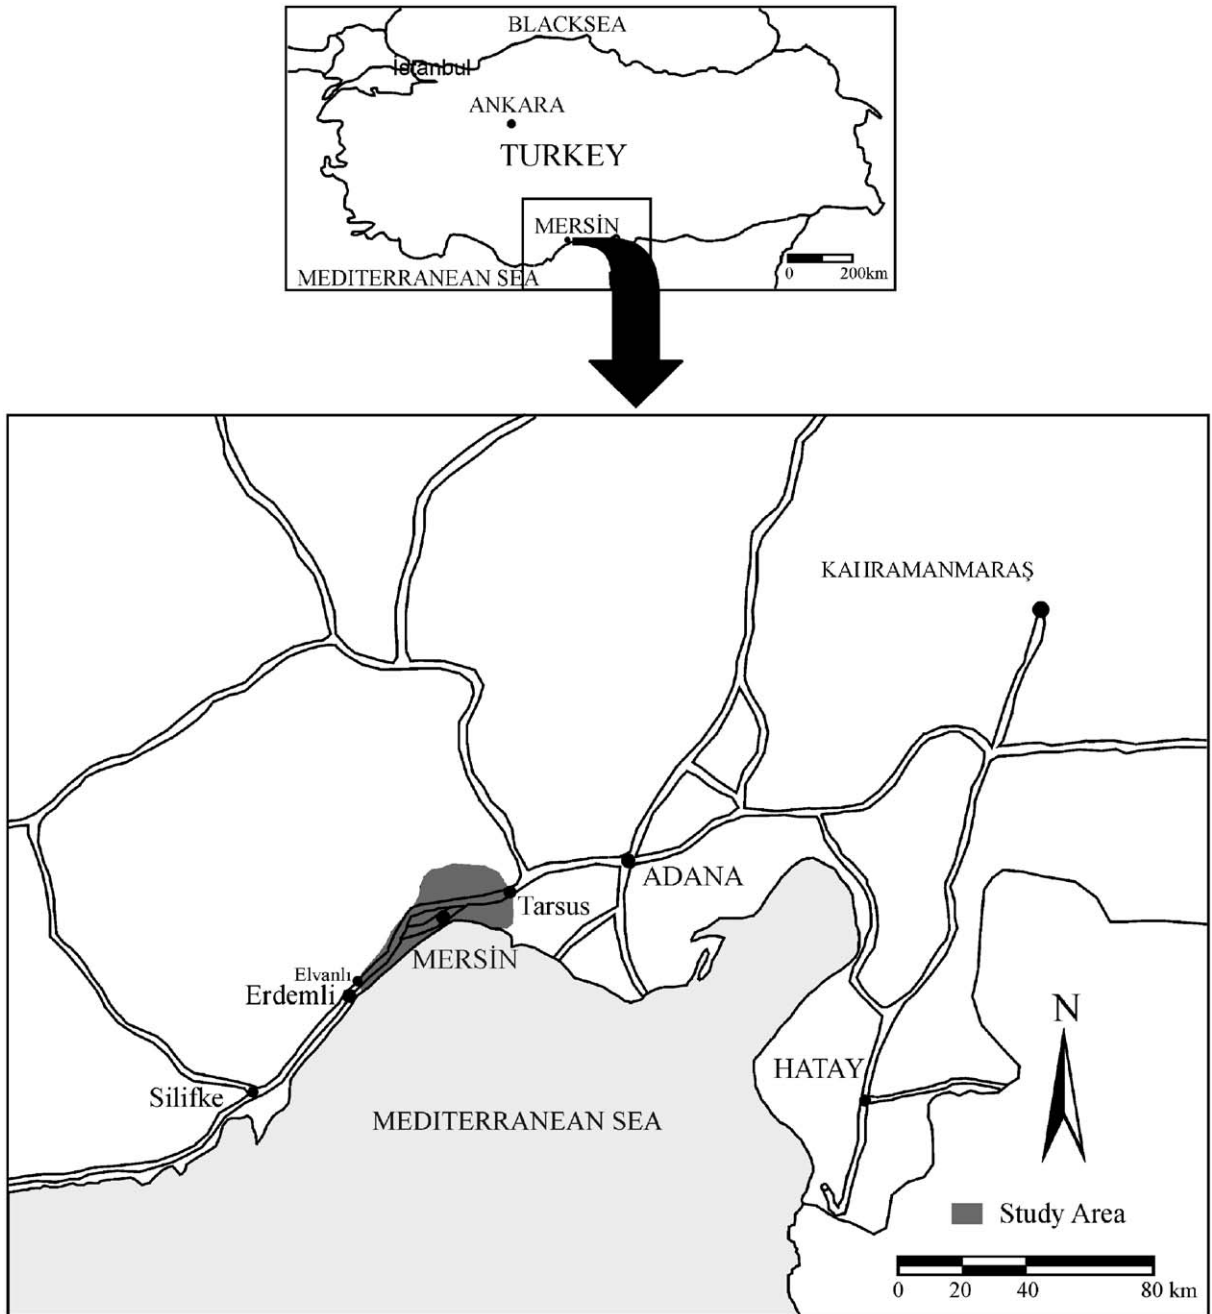 BLACKSEA
İstanbul
ANKARA
TURKEY
MERSİN
MEDITERRANEAN SEA
0 200km
KAHRAMANMARAŞ
ADANA
Tarsus
MERSİN
Elvanlı
Erdemli
Silifke
HATAY
N
MEDITERRANEAN SEA
Study Area
0 20 40 80 km